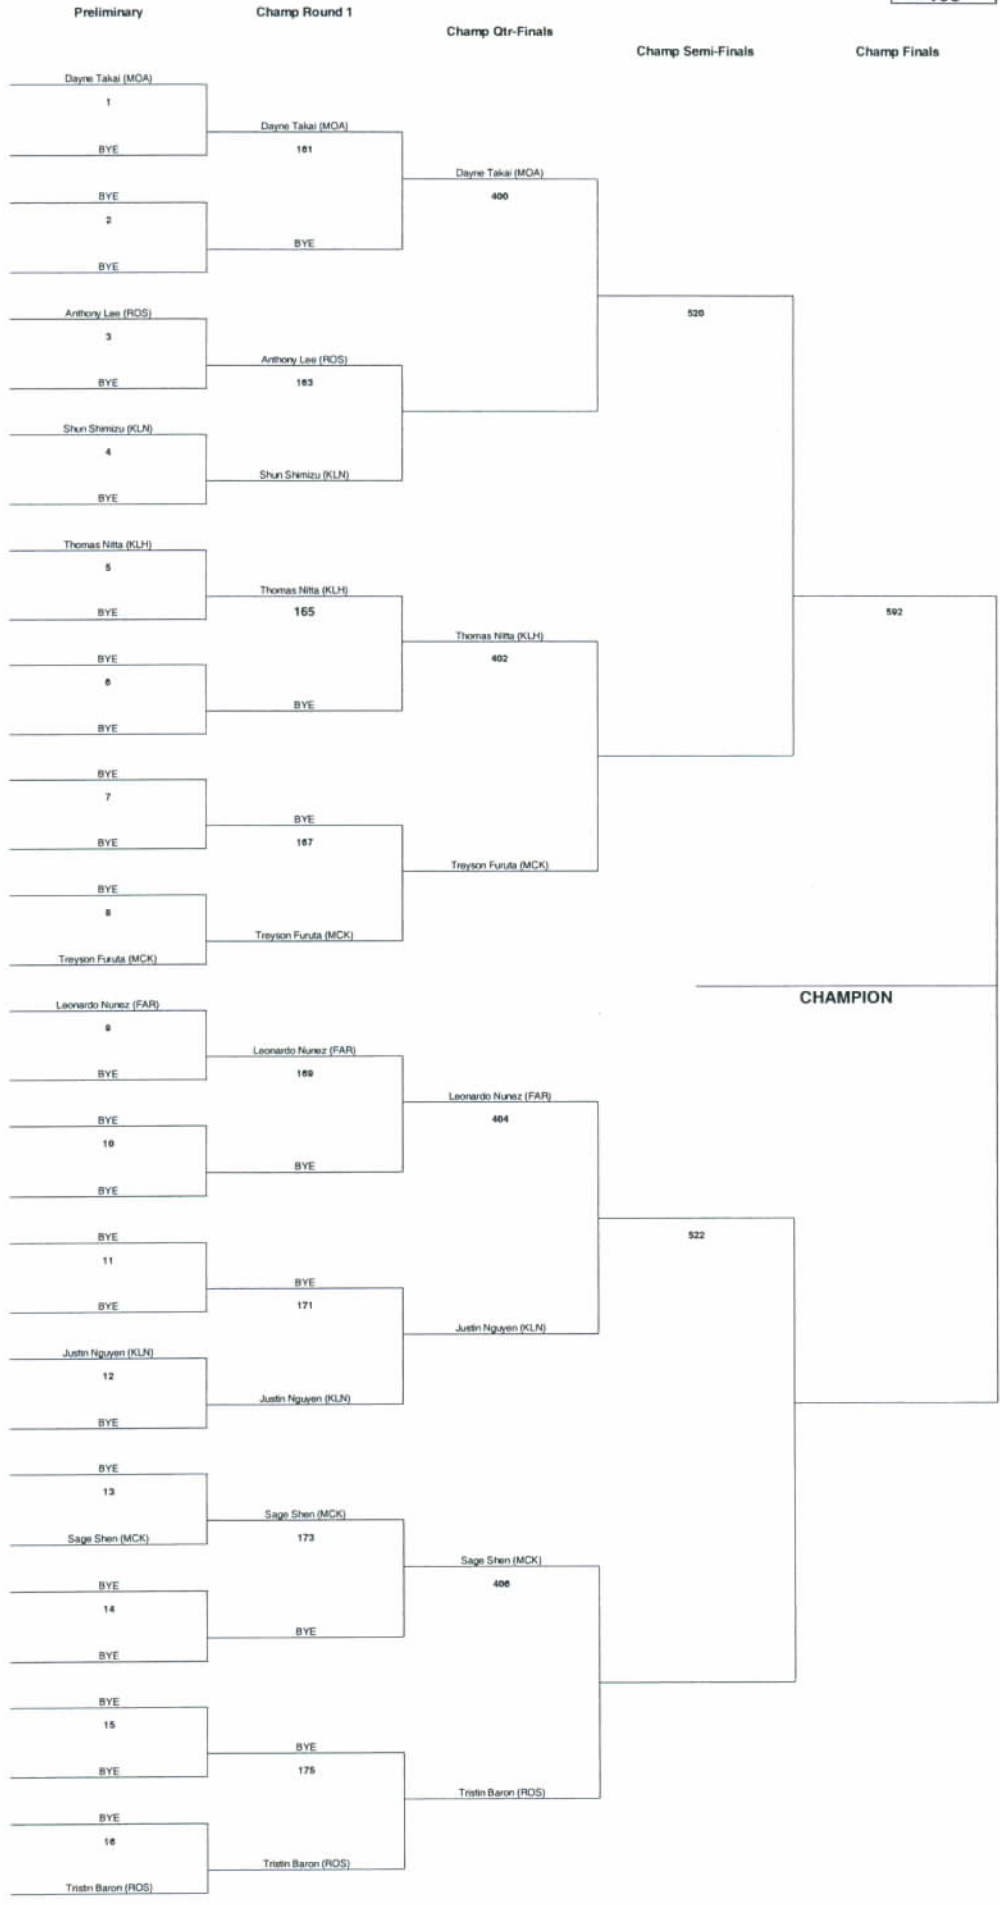 Preliminary
Champ Round 1
Champ Qtr-Finals
Champ Semi-Finals
Champ Finals
Dayne Takai (MOA)
1
BYE
BYE
2
BYE
Anthony Lee (ROS)
3
BYE
Shun Shimizu (KLN)
4
BYE
Thomas Nitta (KLH)
5
BYE
BYE
6
BYE
BYE
7
BYE
BYE
8
Treyson Furuta (MCK)
Leonardo Nunez (FAR)
9
BYE
BYE
10
BYE
BYE
11
BYE
Justin Nguyen (KLN)
12
BYE
BYE
13
Sage Shen (MCK)
BYE
14
BYE
BYE
15
BYE
BYE
16
Tristin Baron (ROS)
Dayne Takai (MOA)
161
BYE
Anthony Lee (ROS)
163
Shun Shimizu (KLN)
Thomas Nitta (KLH)
165
BYE
BYE
167
Treyson Furuta (MCK)
Leonardo Nunez (FAR)
169
BYE
BYE
171
Justin Nguyen (KLN)
Sage Shen (MCK)
173
BYE
BYE
175
Tristin Baron (ROS)
Dayne Takai (MOA)
400
Thomas Nitta (KLH)
402
Treyson Furuta (MCK)
Leonardo Nunez (FAR)
404
Justin Nguyen (KLN)
Sage Shen (MCK)
406
Tristin Baron (ROS)
520
522
592
CHAMPION